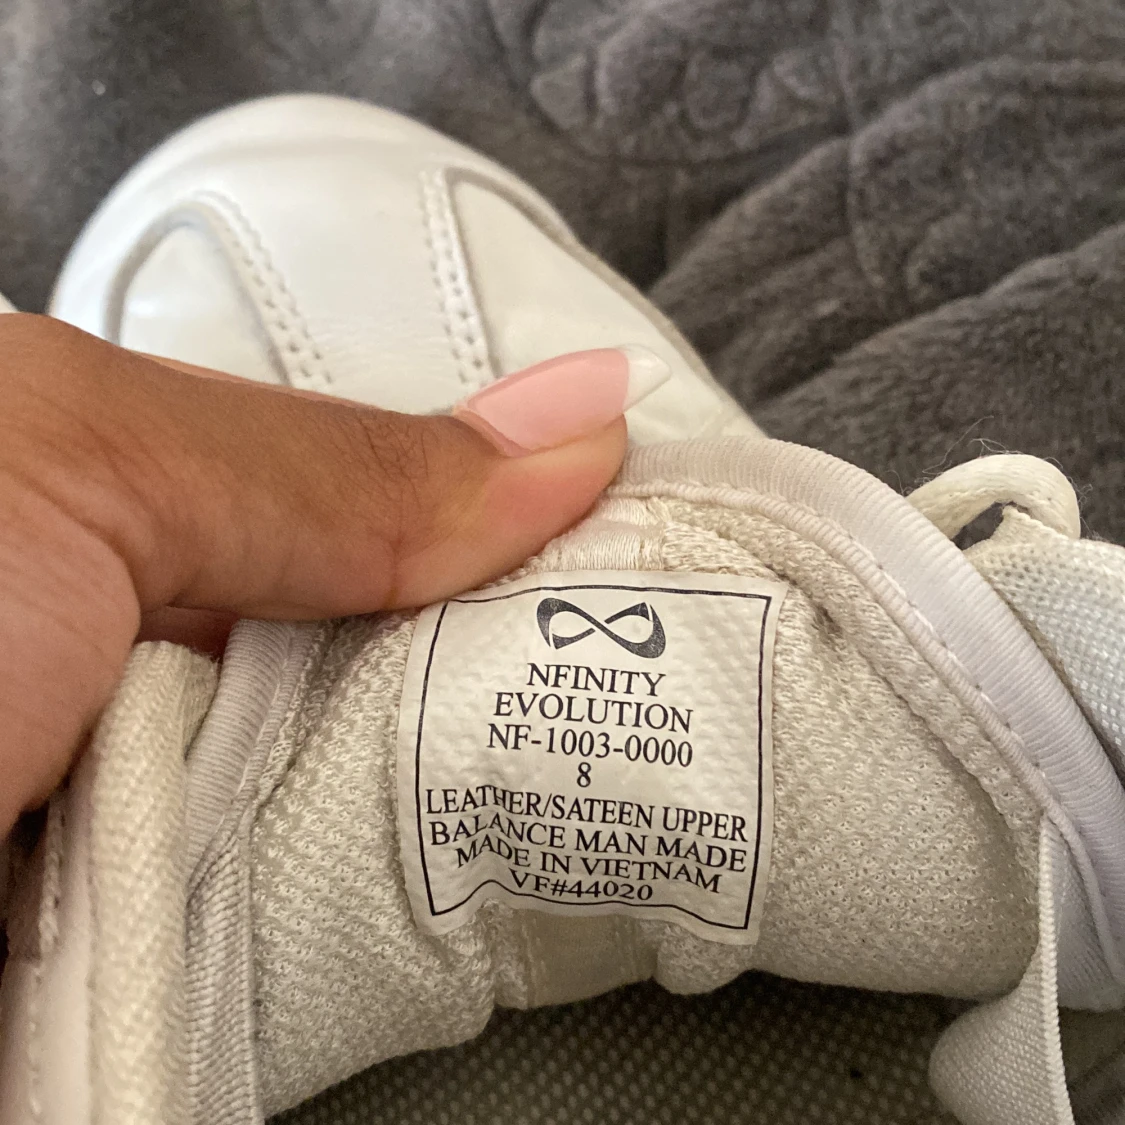 NFINITY
EVOLUTION
NF-1003-0000
8
LEATHER/SATEEN UPPER
BALANCE MAN MADE
MADE IN VIETNAM
VF#44020